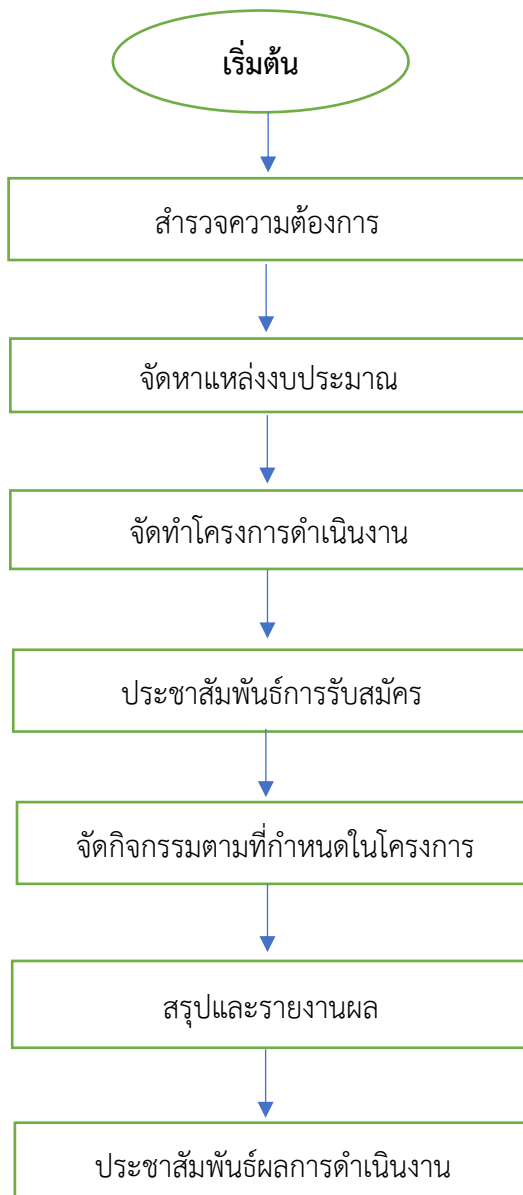 เริ่มต้น
สำรวจความต้องการ
จัดหาแหล่งงบประมาณ
จัดทำโครงการดำเนินงาน
ประชาสัมพันธ์การรับสมัคร
จัดกิจกรรมตามที่กำหนดในโครงการ
สรุปและรายงานผล
ประชาสัมพันธ์ผลการดำเนินงาน